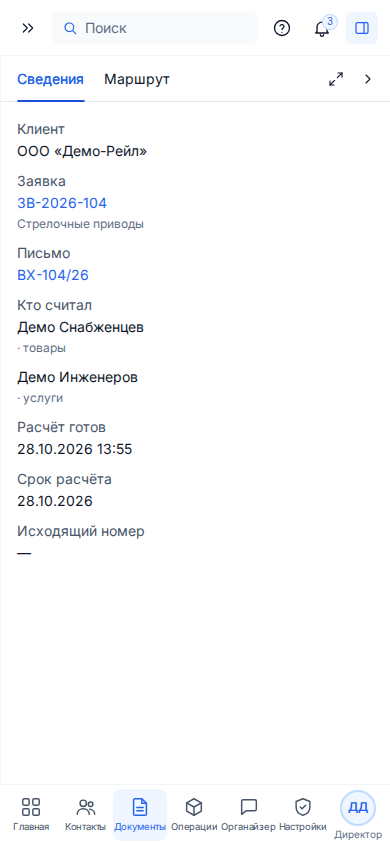 Поиск
3
Сведения
Маршрут
Клиент
ООО «Демо-Рейл»
Заявка
ЗВ-2026-104
Стрелочные приводы
Письмо
ВХ-104/26
Кто считал
Демо Снабженцев
· товары
Демо Инженеров
· услуги
Расчёт готов
28.10.2026 13:55
Срок расчёта
28.10.2026
Исходящий номер
—
Главная
Контакты
Документы
Операции
Органайзер
Настройки
ДД
Директор